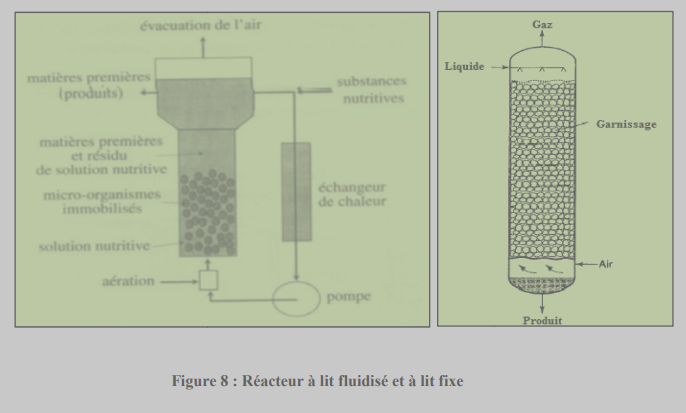 évacuation de l'air
matières premières
(produits)
substances
nutritives
matières premières
et résidu
de solution nutritive
micro-organismes
immobilisés
échangeur
de chaleur
solution nutritive
aération
pompe
Gaz
Liquide
Garnissage
Air
Produit
Figure 8 : Réacteur à lit fluidisé et à lit fixe